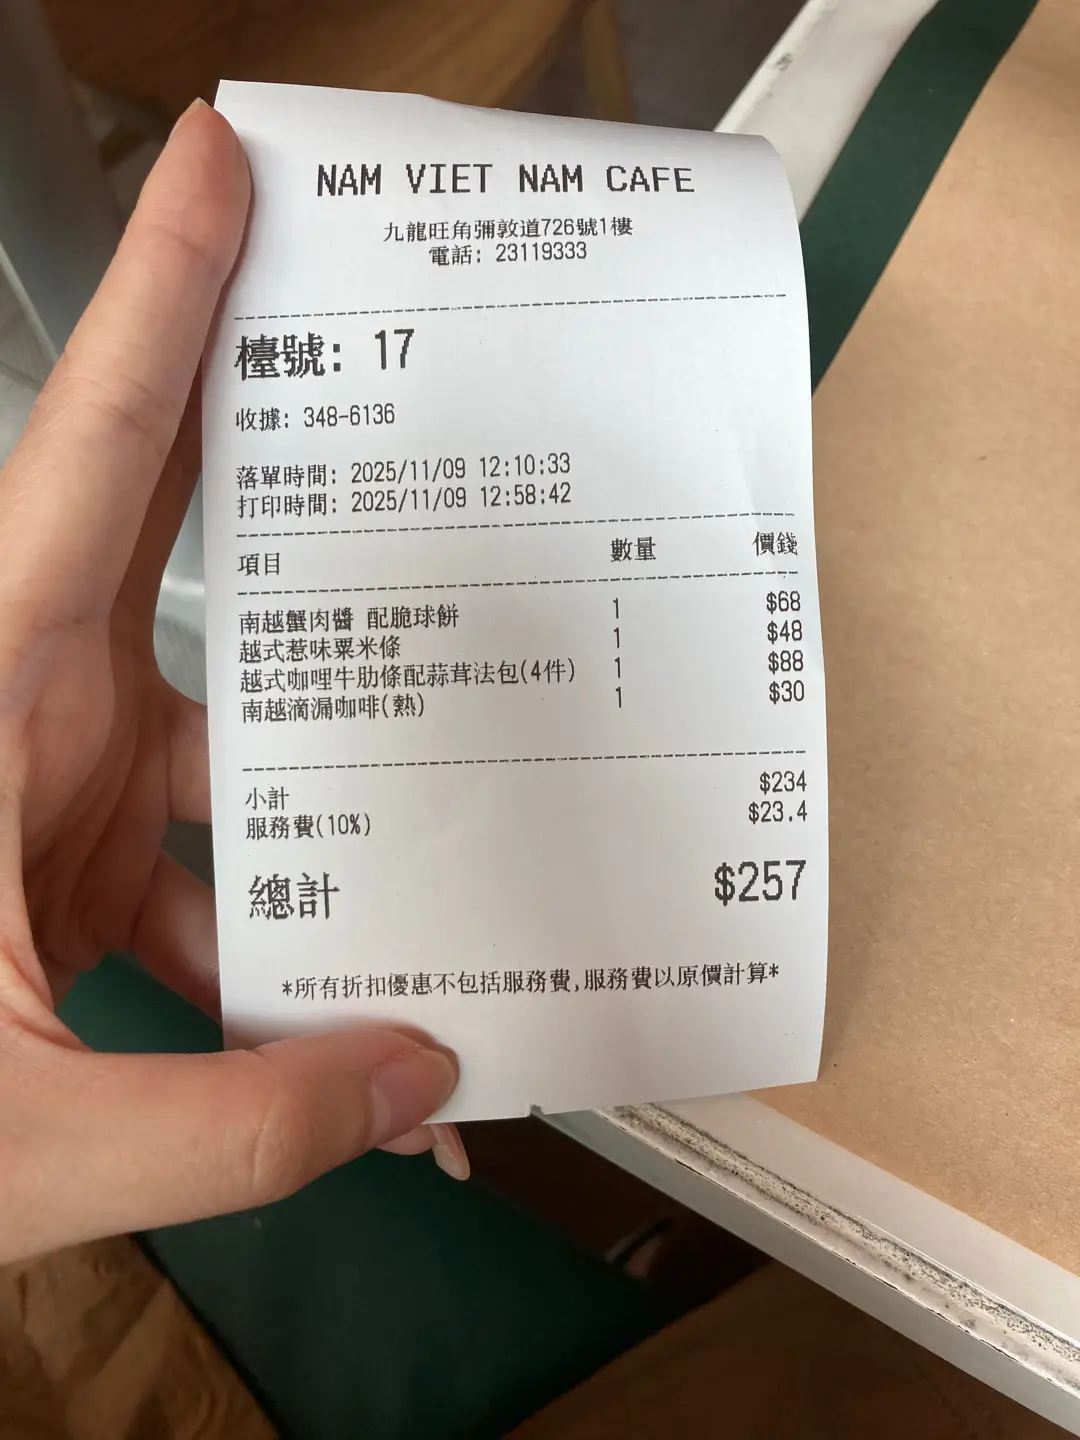 NAM VIET NAM CAFE
九龍旺角彌敦道726號1樓
電話: 23119333
檯號: 17
收據: 348-6136
落單時間: 2025/11/09 12:10:33
打印時間: 2025/11/09 12:58:42
項目 數量 價錢
南越蟹肉醬 配脆球餅 1 $68
越式惹味粟米條 1 $48
越式咖哩牛肋條配蒜茸法包(4件) 1 $88
南越滴漏咖啡(熱) 1 $30
小計 $234
服務費(10%) $23.4
總計 $257
*所有折扣優惠不包括服務費,服務費以原價計算*